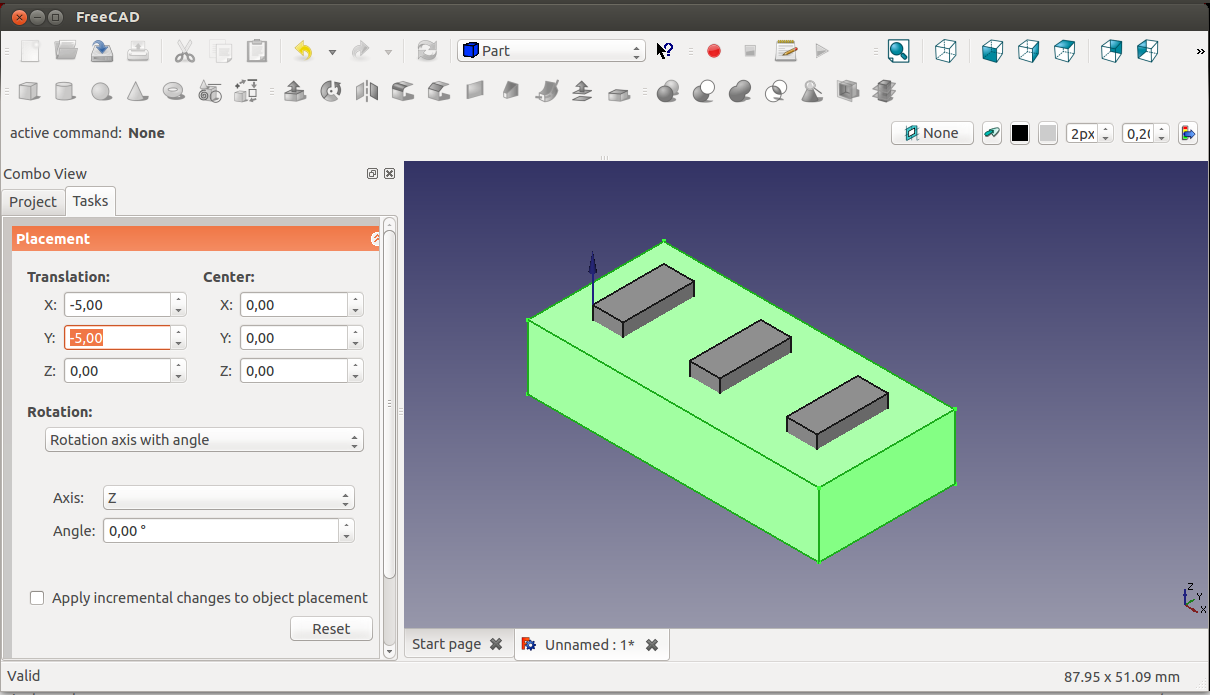 FreeCAD
Part
»
active command: None
None
2px
0,20
Combo View
Project
Tasks
Placement
Translation:
Center:
X: -5,00
X: 0,00
Y: -5,00
Y: 0,00
Z: 0,00
Z: 0,00
Rotation:
Rotation axis with angle
Axis: Z
Angle: 0,00 °
Apply incremental changes to object placement
Reset
Z
Y
X
Start page
Unnamed : 1*
Valid
87.95 x 51.09 mm